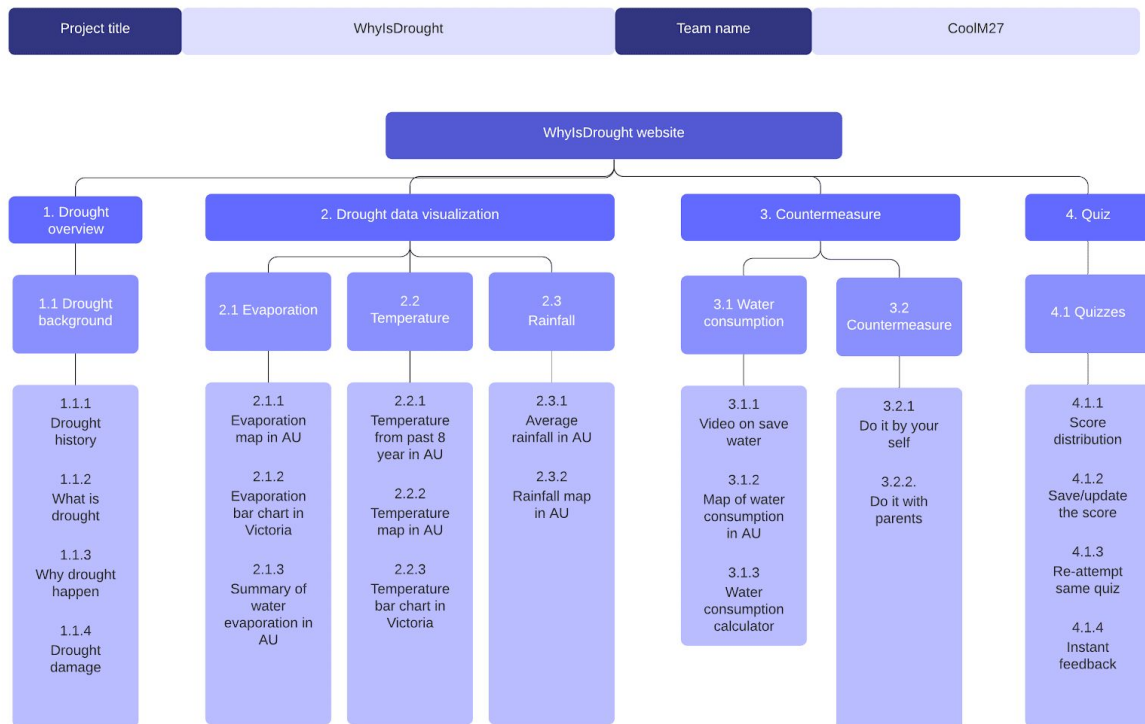 Project title
WhyIsDrought
Team name
CoolM27
WhyIsDrought website
1. Drought
overview
2. Drought data visualization
3. Countermeasure
4. Quiz
1.1 Drought
background
2.1 Evaporation
2.2
Temperature
2.3
Rainfall
3.1 Water
consumption
3.2
Countermeasure
4.1 Quizzes
1.1.1
Drought
history
1.1.2
What is
drought
1.1.3
Why drought
happen
1.1.4
Drought
damage
2.1.1
Evaporation
map in AU
2.1.2
Evaporation
bar chart in
Victoria
2.1.3
Summary of
water
evaporation in
AU
2.2.1
Temperature
from past 8
year in AU
2.2.2
Temperature
map in AU
2.2.3
Temperature
bar chart in
Victoria
2.3.1
Average
rainfall in AU
2.3.2
Rainfall map
in AU
3.1.1
Video on save
water
3.1.2
Map of water
consumption
in AU
3.1.3
Water
consumption
calculator
3.2.1
Do it by your
self
3.2.2.
Do it with
parents
4.1.1
Score
distribution
4.1.2
Save/update
the score
4.1.3
Re-attempt
same quiz
4.1.4
Instant
feedback